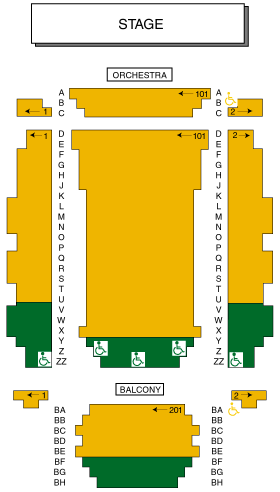 STAGE
ORCHESTRA
A 101 A
B B
C 1 C 2
D 1 101 D 2
E E
F F
G G
H H
J J
K K
L L
M M
N N
O O
P P
Q Q
R R
S S
T T
U U
V V
W W
X X
Y Y
Z Z
ZZ ZZ
BALCONY
1 2
BA 201 BA
BB BB
BC BC
BD BD
BE BE
BF BF
BG BG
BH BH